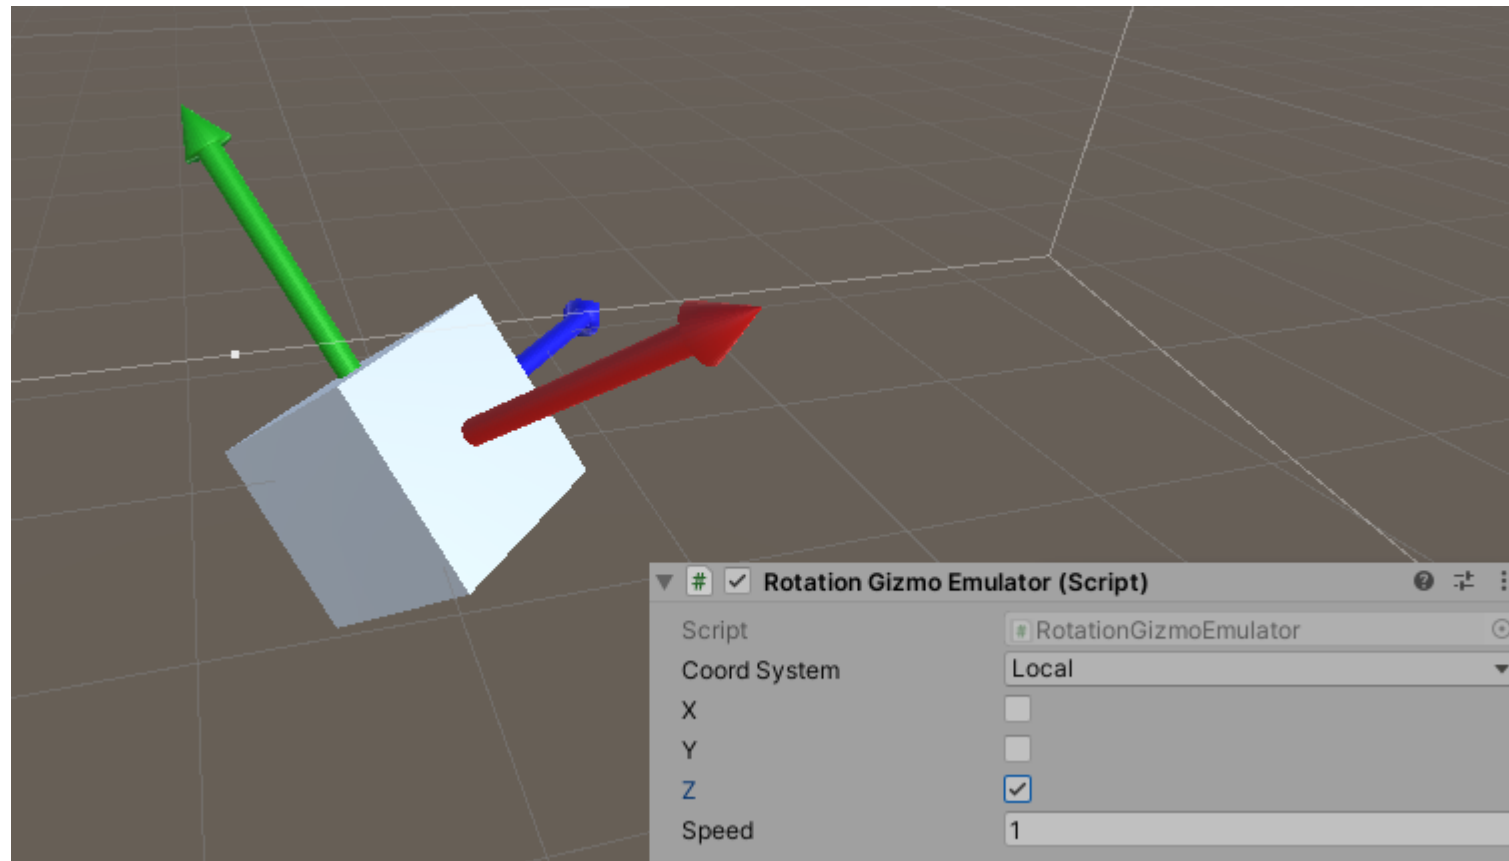 # Rotation Gizmo Emulator (Script)
Script # RotationGizmoEmulator
Coord System Local
X
Y
Z
Speed 1